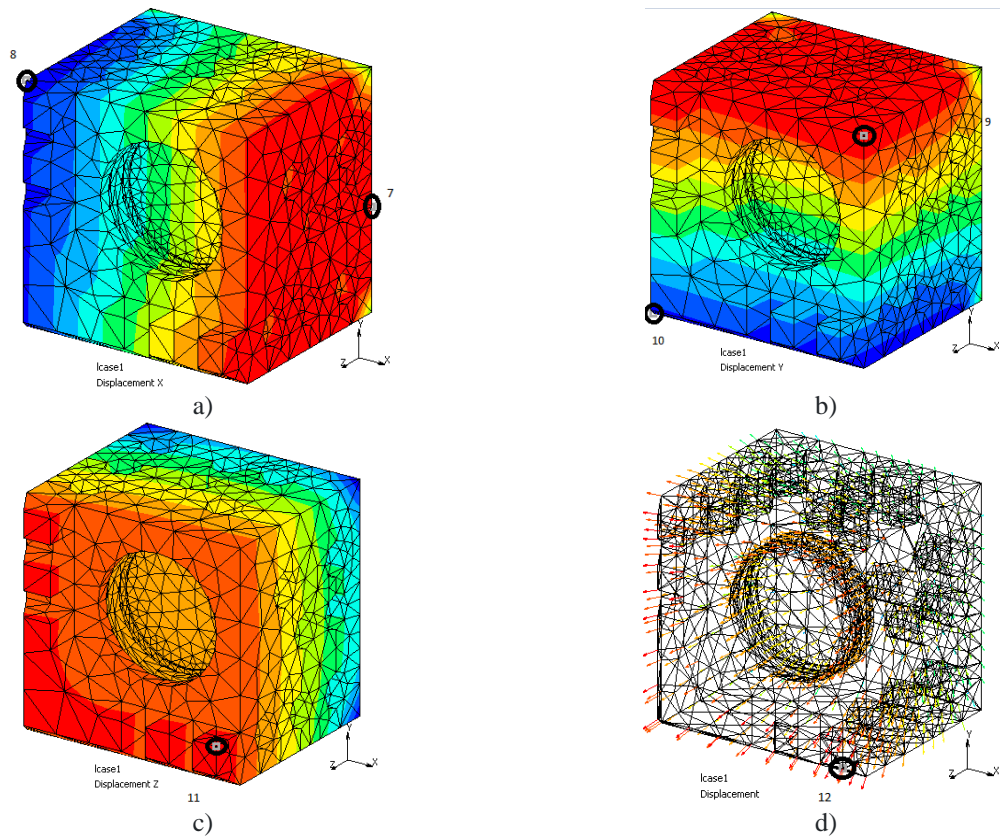 8
7
Y
Z X
lcase1
Displacement X
a)
9
10
Y
Z X
lcase1
Displacement Y
b)
Y
Z X
lcase1
Displacement Z
11
c)
Y
Z X
lcase1
Displacement
12
d)